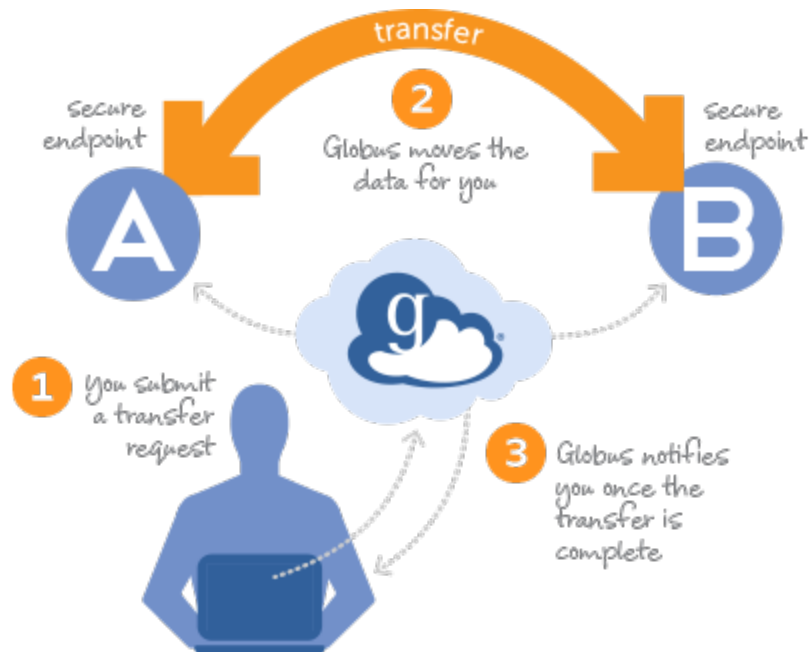 transfer
secure
endpoint
A
2
Globus moves the
data for you
secure
endpoint
B
g
®
1
you submit
a transfer
request
3
Globus notifies
you once the
transfer is
complete